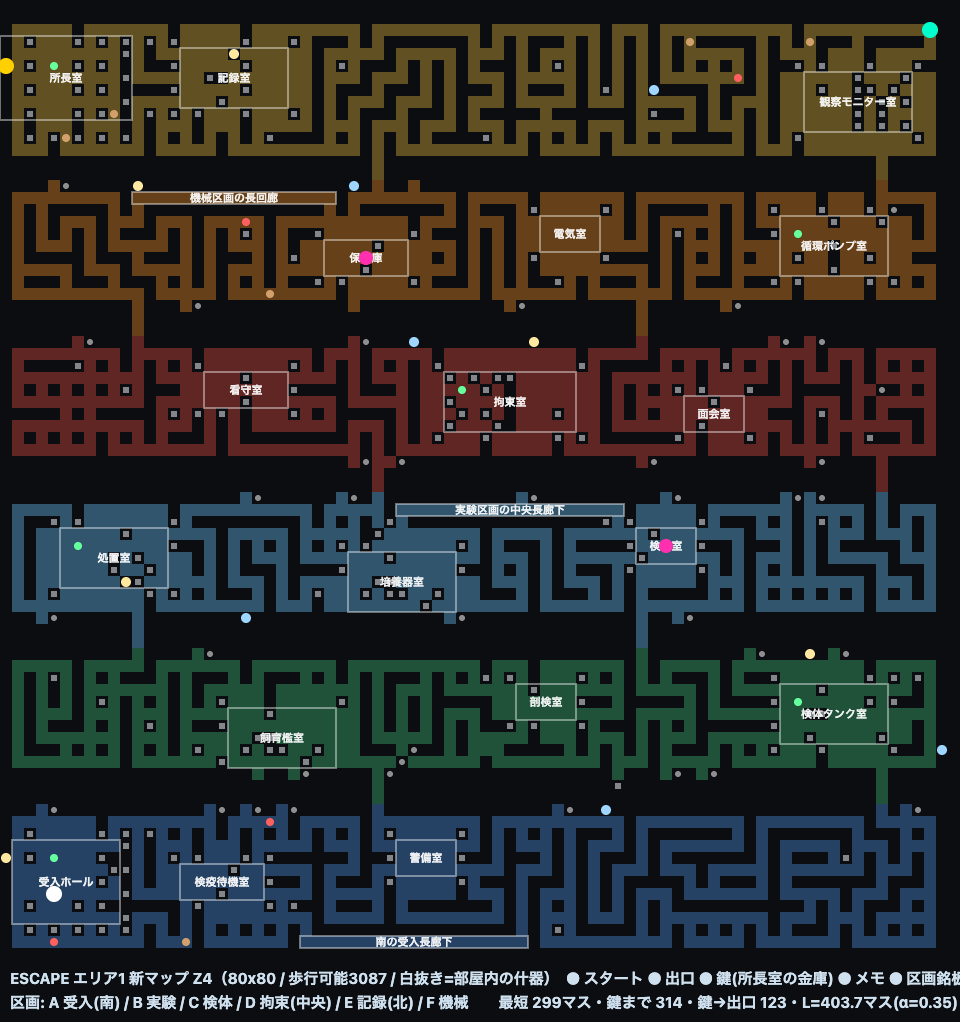 所長室
記録室
観察モニター室
機械区画の長回廊
電気室
循環ポンプ室
看守室
拘束室
面会室
実験区画の中央長廊下
処置室
培養器室
剖検室
検体タンク室
飼育檻室
警備室
受入ホール
検疫待機室
南の受入長廊下
ESCAPE エリア1 新マップ Z4（80x80 / 歩行可能3087 / 白抜き=部屋内の什器） ● スタート ● 出口 ● 鍵(所長室の金庫) ● メモ ● 区画銘板
区画: A 受入(南) / B 実験 / C 検体 / D 拘束(中央) / E 記録(北) / F 機械 最短 299マス・鍵まで 314・鍵→出口 123・L=403.7マス(α=0.35)